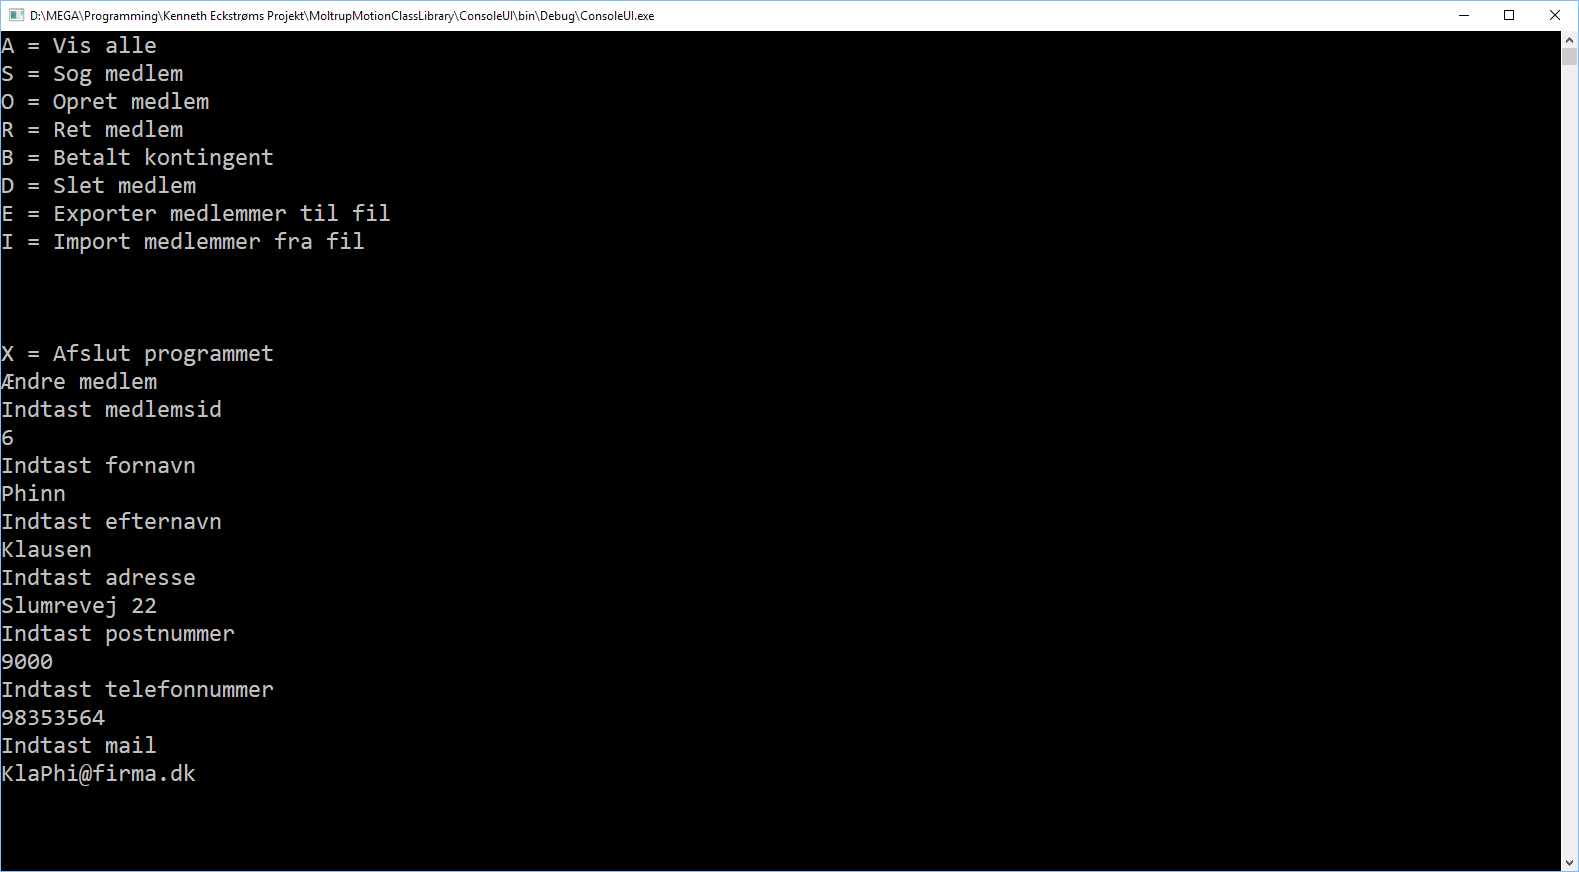 D:\MEGA\Programming\Kenneth Eckstrøms Projekt\MoltrupMotionClassLibrary\ConsoleUI\bin\Debug\ConsoleUI.exe
A = Vis alle
S = Sog medlem
O = Opret medlem
R = Ret medlem
B = Betalt kontingent
D = Slet medlem
E = Exporter medlemmer til fil
I = Import medlemmer fra fil
X = Afslut programmet
Ændre medlem
Indtast medlemsid
6
Indtast fornavn
Phinn
Indtast efternavn
Klausen
Indtast adresse
Slumrevej 22
Indtast postnummer
9000
Indtast telefonnummer
98353564
Indtast mail
KlaPhi@firma.dk